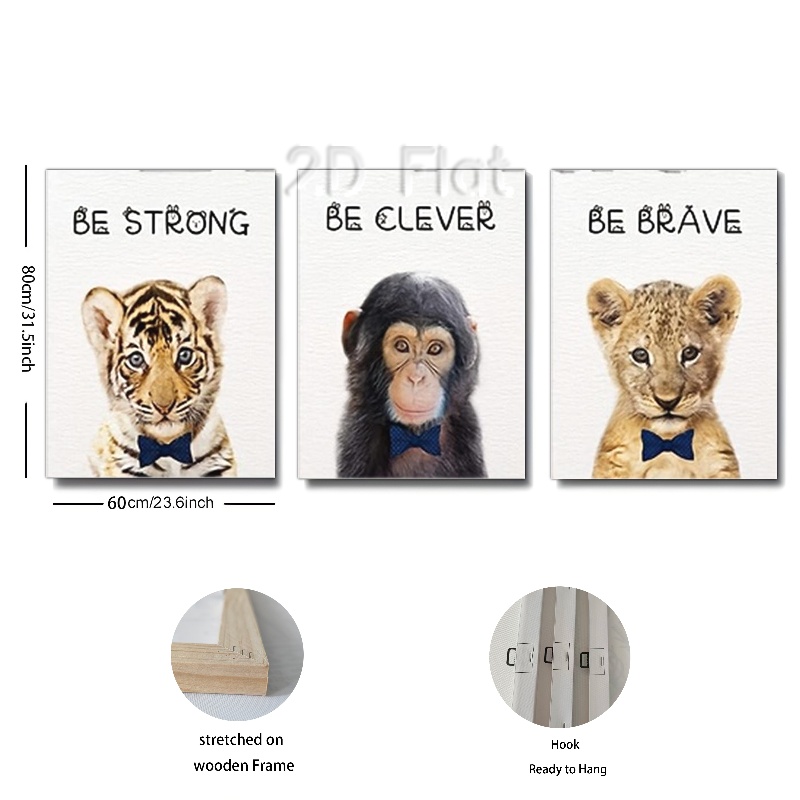 2D Flat
BE STRONG
BE CLEVER
BE BRAVE
80cm/31.5inch
60cm/23.6inch
stretched on
wooden Frame
Hook
Ready to Hang